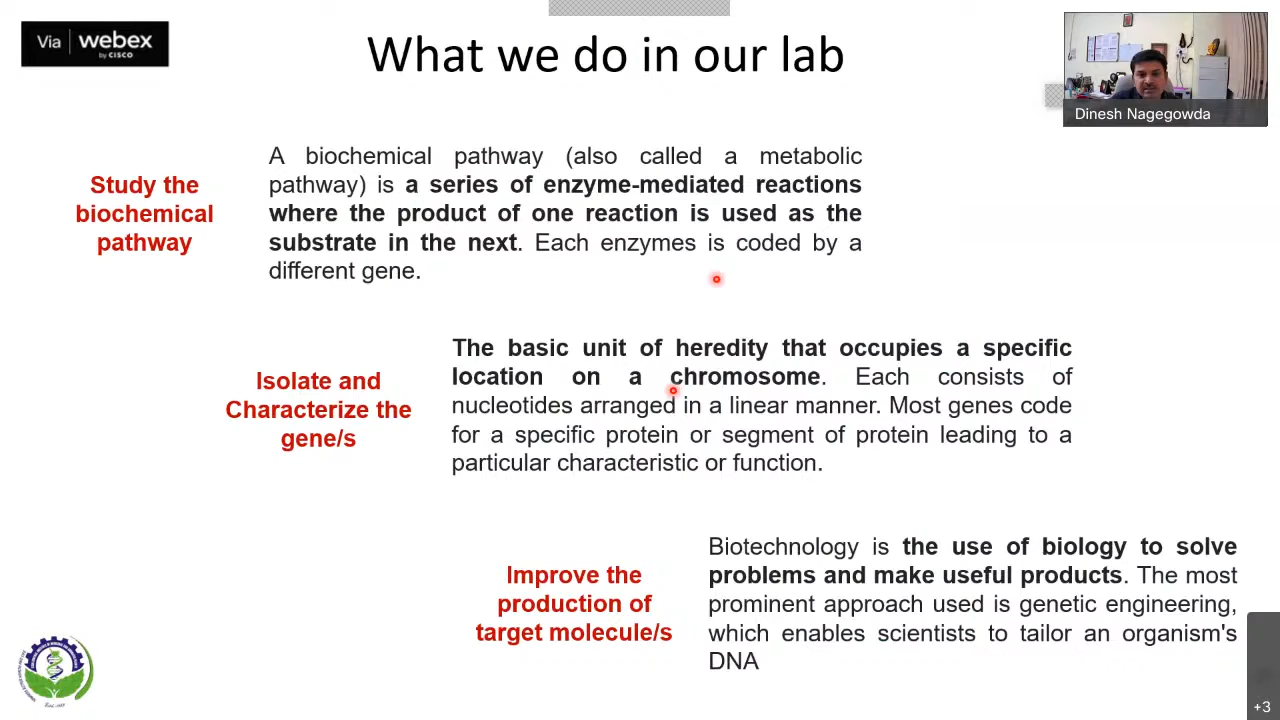 Via webex
by CISCO
What we do in our lab
Dinesh Nagegowda
Study the
biochemical
pathway
A biochemical pathway (also called a metabolic
pathway) is a series of enzyme-mediated reactions
where the product of one reaction is used as the
substrate in the next. Each enzymes is coded by a
different gene.
Isolate and
Characterize the
gene/s
The basic unit of heredity that occupies a specific
location on a chromosome. Each consists of
nucleotides arranged in a linear manner. Most genes code
for a specific protein or segment of protein leading to a
particular characteristic or function.
Improve the
production of
target molecule/s
Biotechnology is the use of biology to solve
problems and make useful products. The most
prominent approach used is genetic engineering,
which enables scientists to tailor an organism's
DNA
+3